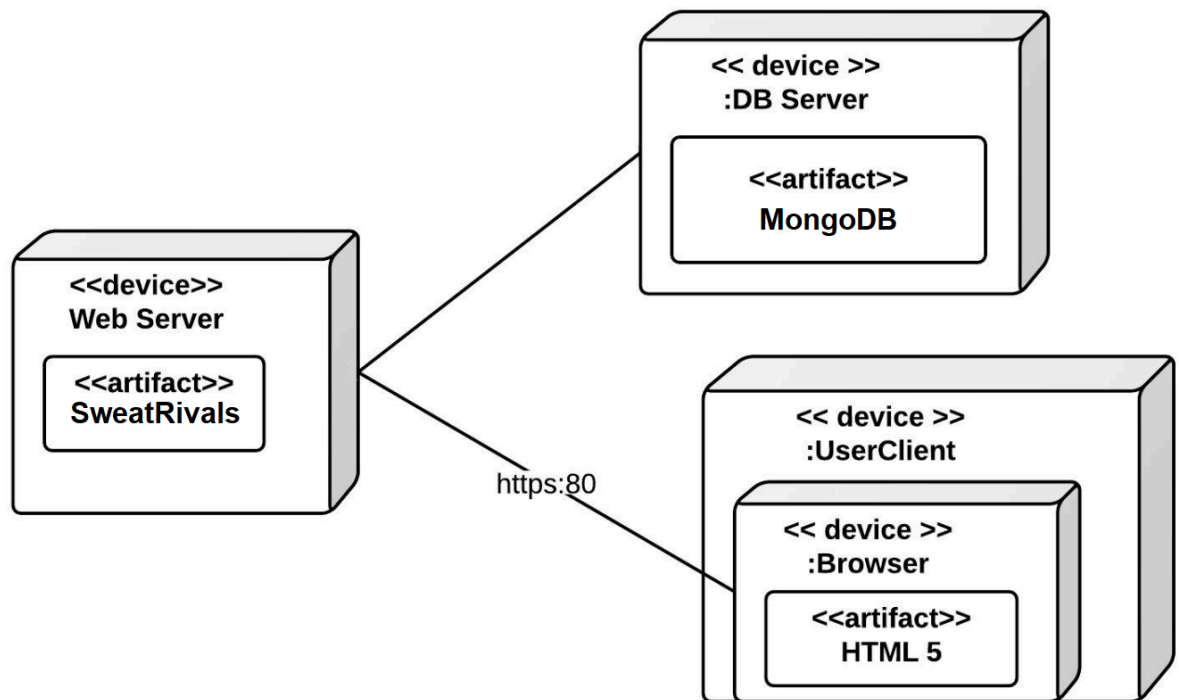 <<device>>
Web Server
<<artifact>>
SweatRivals
<< device >>
:DB Server
<<artifact>>
MongoDB
https:80
<< device >>
:UserClient
<< device >>
:Browser
<<artifact>>
HTML 5